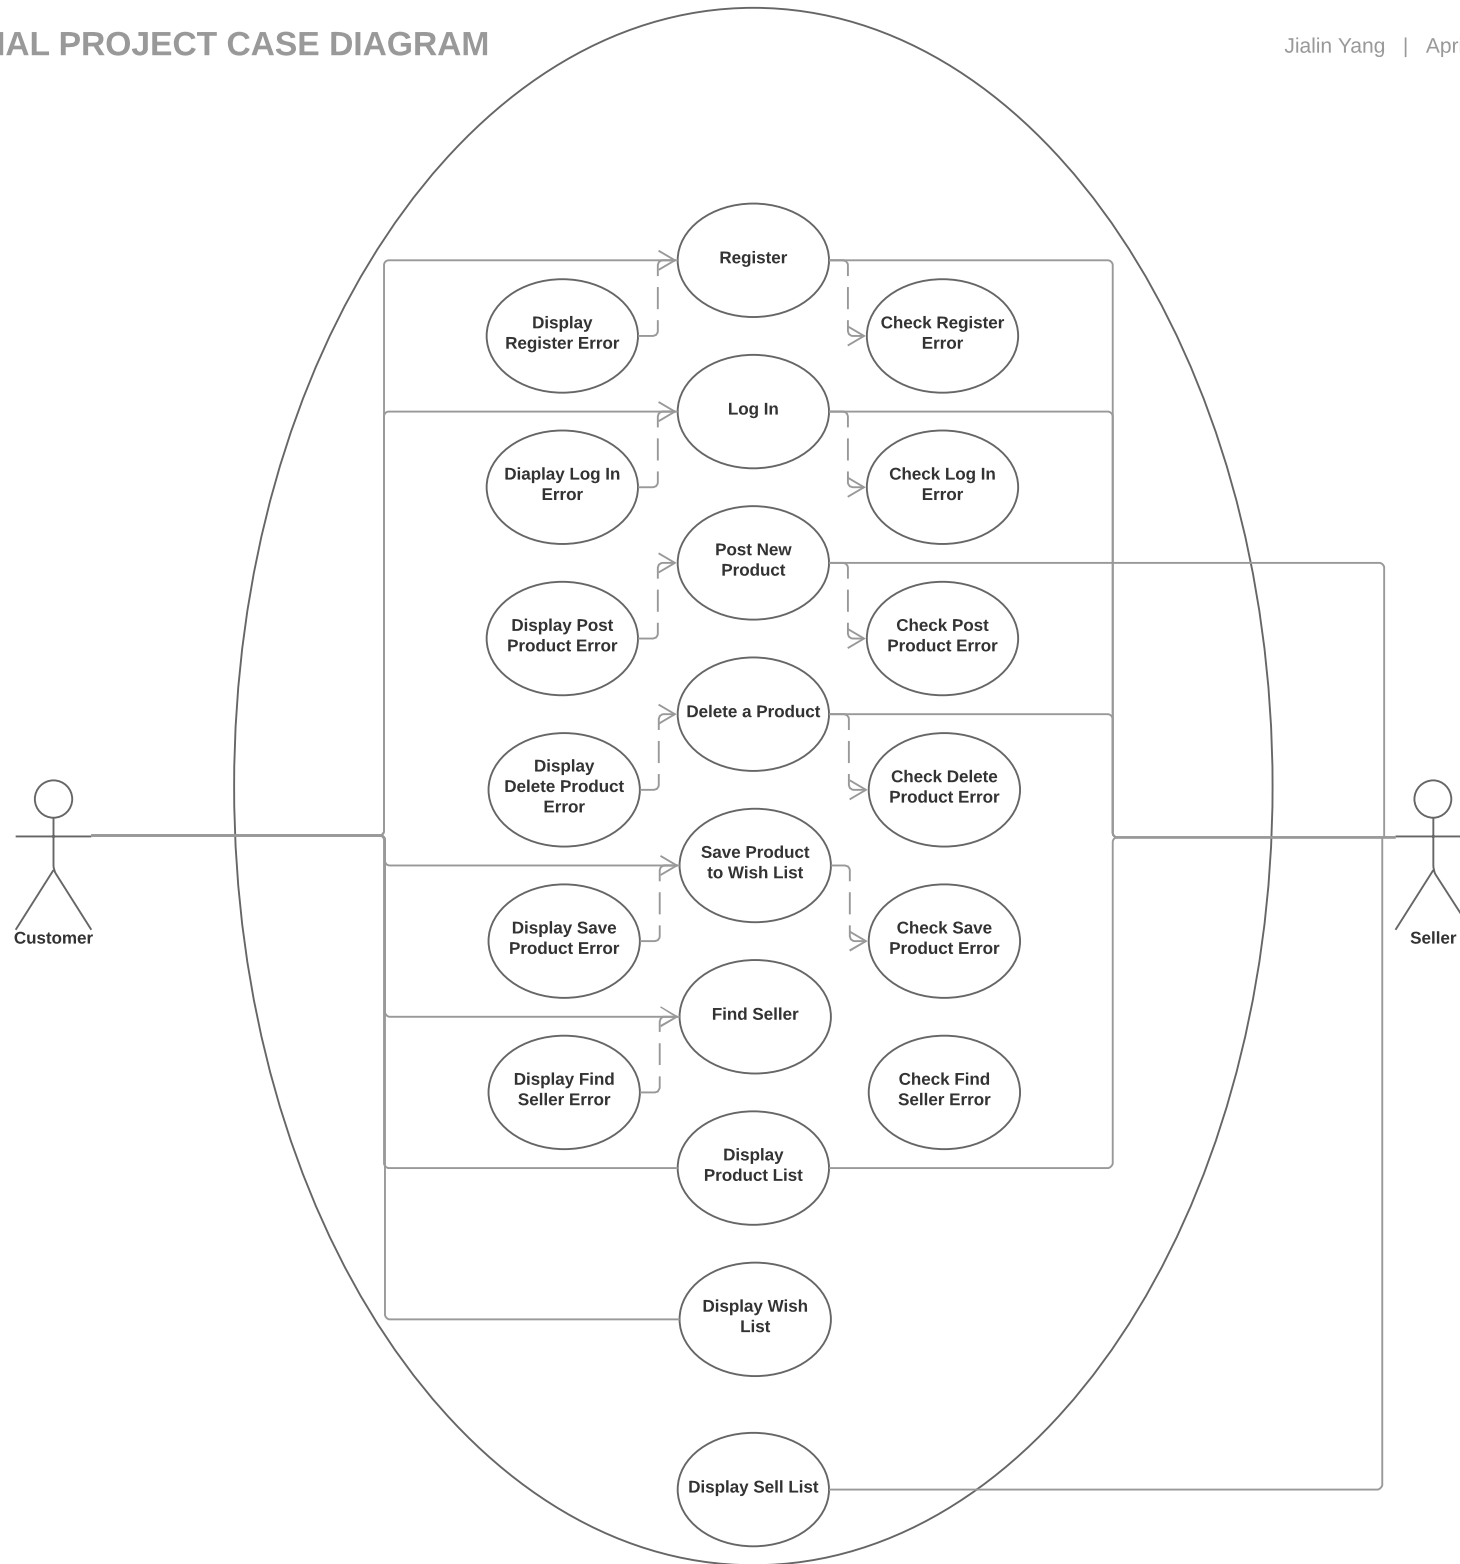 IAL PROJECT CASE DIAGRAM
Jialin Yang | Apr
Register
Display
Register Error
Check Register
Error
Log In
Diaplay Log In
Error
Check Log In
Error
Post New
Product
Display Post
Product Error
Check Post
Product Error
Delete a Product
Display
Delete Product
Error
Check Delete
Product Error
Save Product
to Wish List
Customer
Seller
Display Save
Product Error
Check Save
Product Error
Find Seller
Display Find
Seller Error
Check Find
Seller Error
Display
Product List
Display Wish
List
Display Sell List